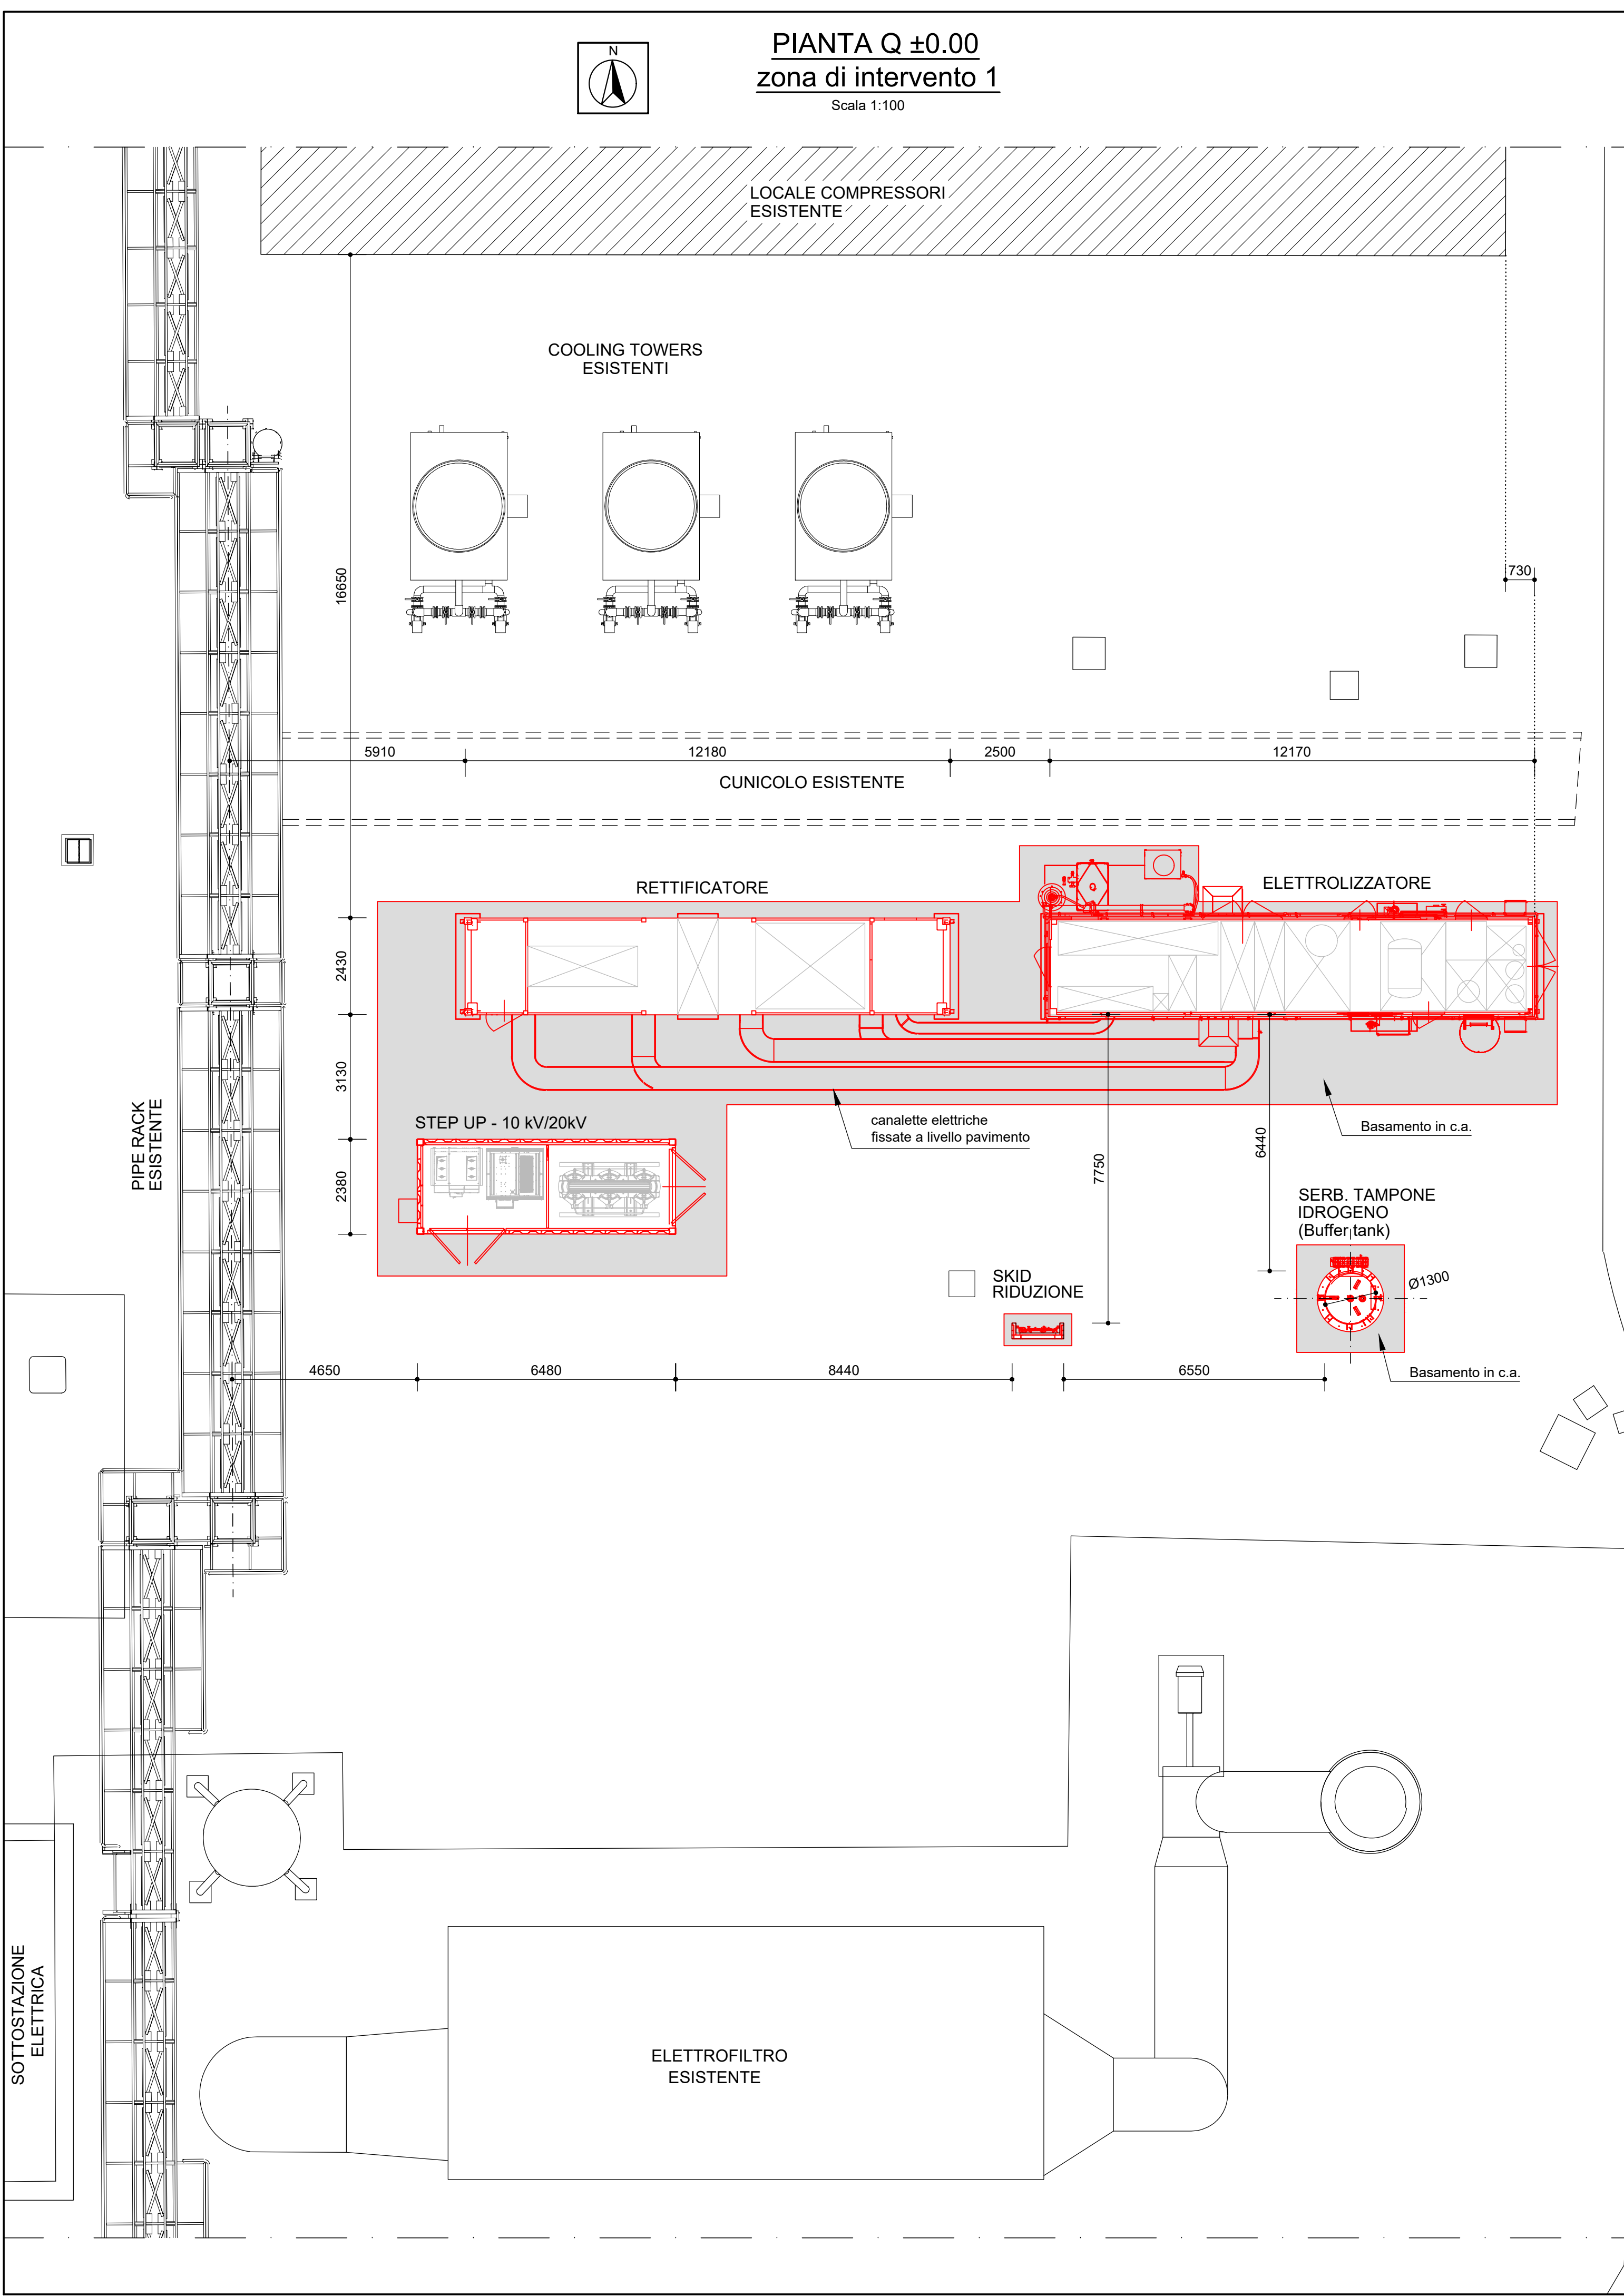 PIANTA Q ±0.00
zona di intervento 1
Scala 1:100
N
LOCALE COMPRESSORI
ESISTENTE
COOLING TOWERS
ESISTENTI
16650
730
5910
12180
2500
12170
CUNICOLO ESISTENTE
RETTIFICATORE
ELETTROLIZZATORE
2430
3130
2380
PIPE RACK
ESISTENTE
STEP UP - 10 kV/20kV
canalette elettriche
fissate a livello pavimento
Basamento in c.a.
7750
6440
SERB. TAMPONE
IDROGENO
(Buffer tank)
Ø1300
SKID
RIDUZIONE
4650
6480
8440
6550
Basamento in c.a.
SOTTOSTAZIONE
ELETTRICA
ELETTROFILTRO
ESISTENTE